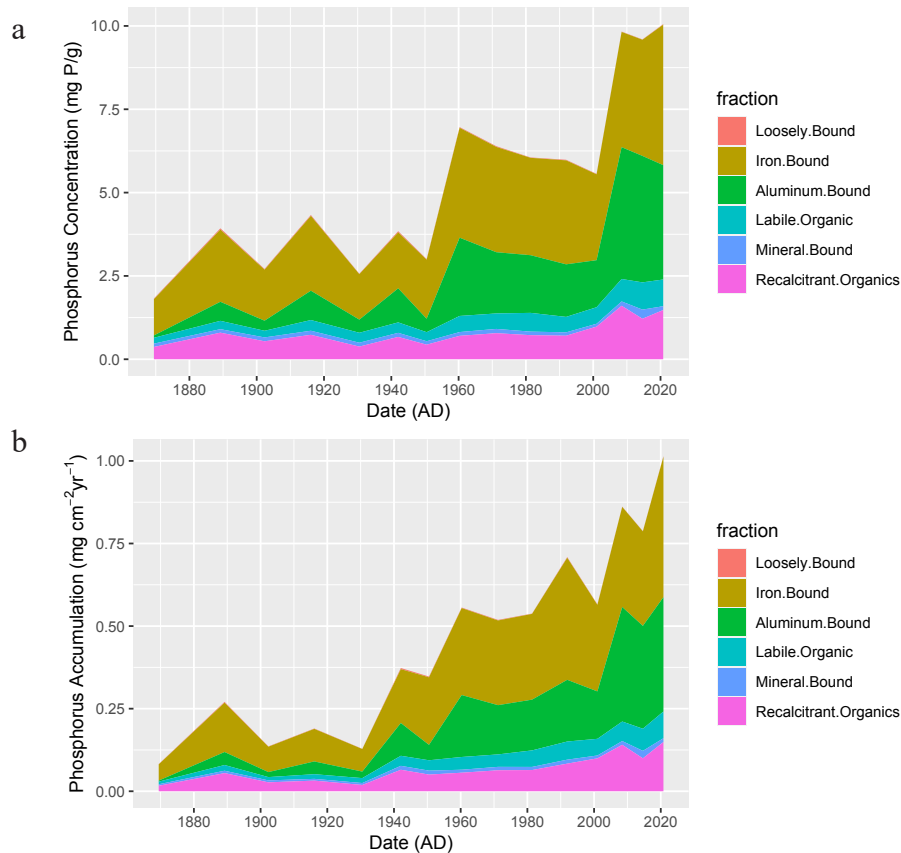 a
Phosphorus Concentration (mg P/g)
10.0
7.5
5.0
2.5
0.0
1880 1900 1920 1940 1960 1980 2000 2020
Date (AD)
fraction
Loosely.Bound
Iron.Bound
Aluminum.Bound
Labile.Organic
Mineral.Bound
Recalcitrant.Organics
b
Phosphorus Accumulation (mg cm⁻²yr⁻¹)
1.00
0.75
0.50
0.25
0.00
1880 1900 1920 1940 1960 1980 2000 2020
Date (AD)
fraction
Loosely.Bound
Iron.Bound
Aluminum.Bound
Labile.Organic
Mineral.Bound
Recalcitrant.Organics